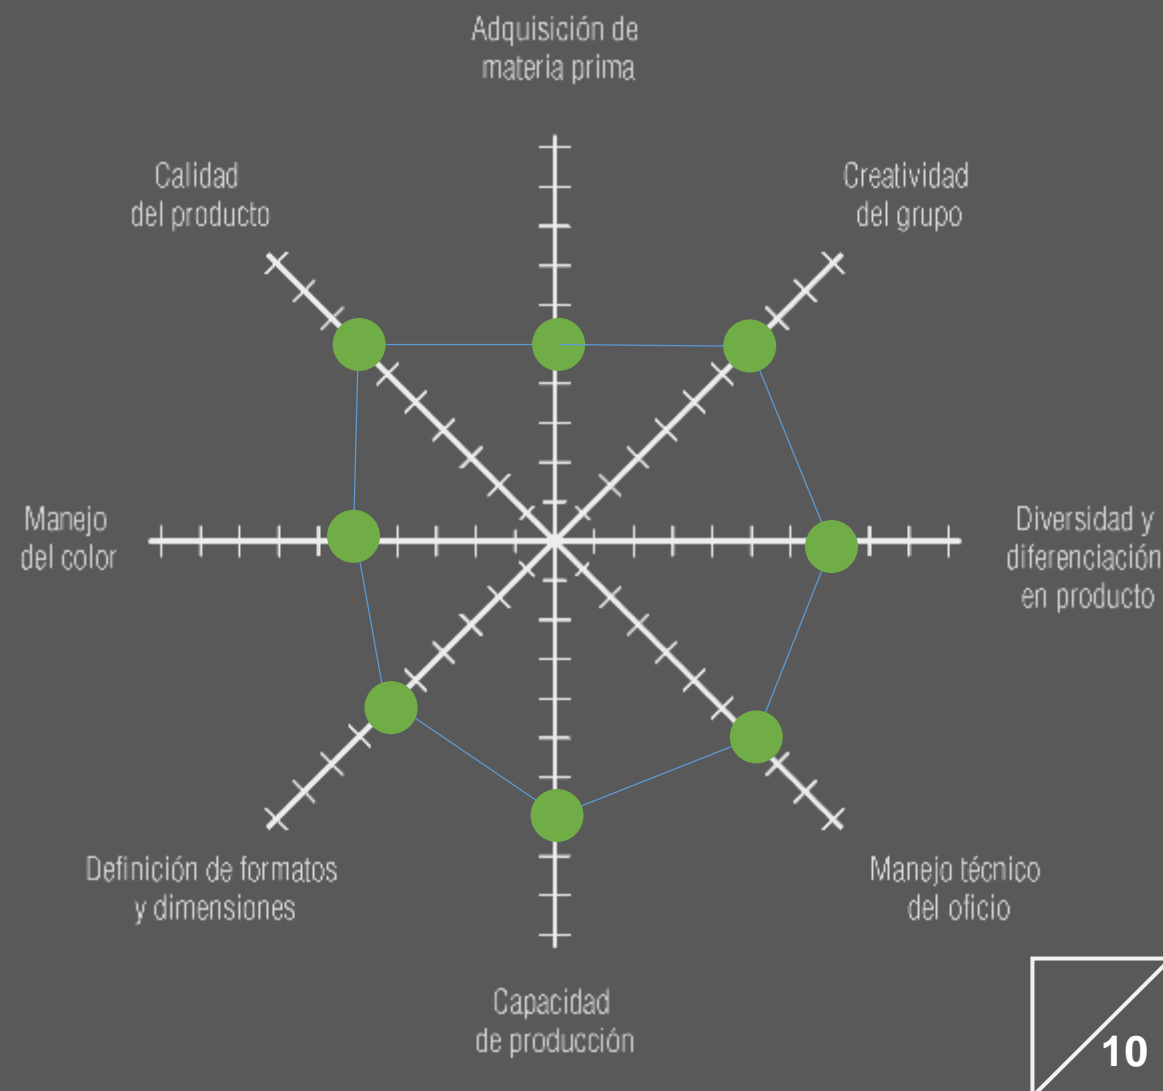 Adquisición de
materia prima
Calidad
del producto
Creatividad
del grupo
Manejo
del color
Diversidad y
diferenciación
en producto
Definición de formatos
y dimensiones
Manejo técnico
del oficio
Capacidad
de producción
10